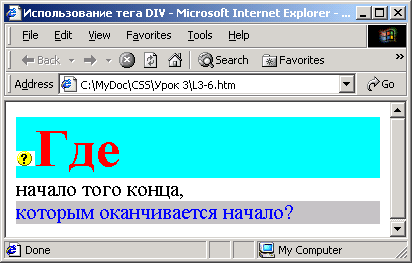 Использование тега DIV - Microsoft Internet Explorer - ...
File Edit View Favorites Tools Help
Back Search Favorites »
Address C:\MyDoc\CSS\Урок 3\L3-6.htm Go
? Где
начало того конца,
которым оканчивается начало?
Done My Computer